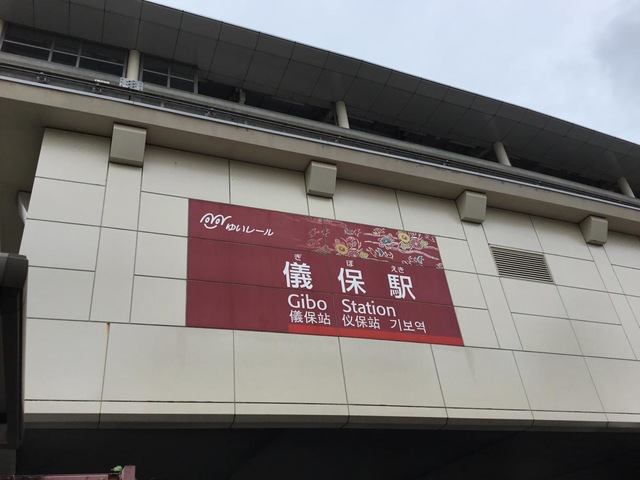 ゆいレール
ぎ ぼ えき
儀保駅
Gibo Station
儀保站 仪保站 기보역